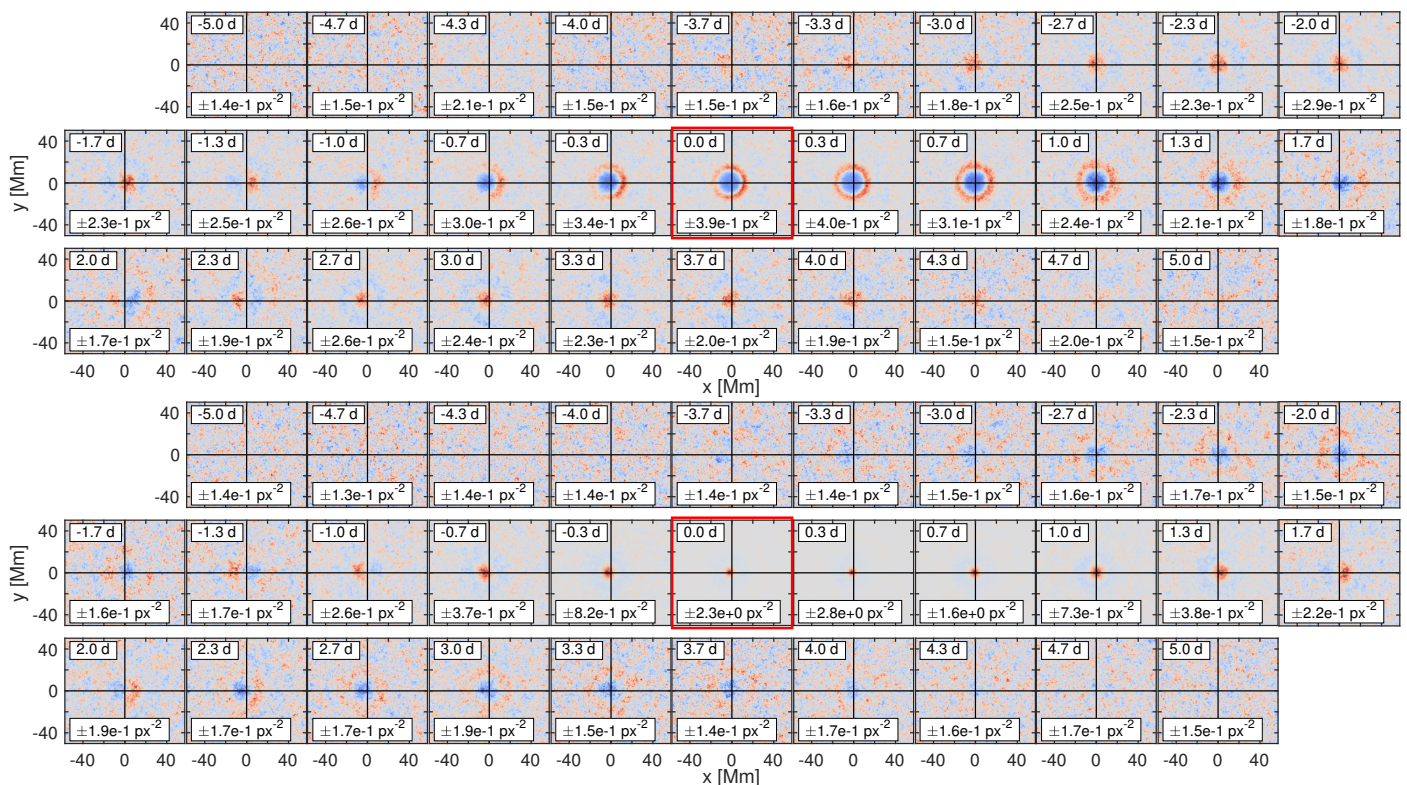 40 -5.0 d -4.7 d -4.3 d -4.0 d -3.7 d -3.3 d -3.0 d -2.7 d -2.3 d -2.0 d
0
-40 ±1.4e-1 px-2 ±1.5e-1 px-2 ±2.1e-1 px-2 ±1.5e-1 px-2 ±1.5e-1 px-2 ±1.6e-1 px-2 ±1.8e-1 px-2 ±2.5e-1 px-2 ±2.3e-1 px-2 ±2.9e-1 px-2
40 -1.7 d -1.3 d -1.0 d -0.7 d -0.3 d 0.0 d 0.3 d 0.7 d 1.0 d 1.3 d 1.7 d
y [Mm] 0
-40 ±2.3e-1 px-2 ±2.5e-1 px-2 ±2.6e-1 px-2 ±3.0e-1 px-2 ±3.4e-1 px-2 ±3.9e-1 px-2 ±4.0e-1 px-2 ±3.1e-1 px-2 ±2.4e-1 px-2 ±2.1e-1 px-2 ±1.8e-1 px-2
40 2.0 d 2.3 d 2.7 d 3.0 d 3.3 d 3.7 d 4.0 d 4.3 d 4.7 d 5.0 d
0
-40 ±1.7e-1 px-2 ±1.9e-1 px-2 ±2.6e-1 px-2 ±2.4e-1 px-2 ±2.3e-1 px-2 ±2.0e-1 px-2 ±1.9e-1 px-2 ±1.5e-1 px-2 ±2.0e-1 px-2 ±1.5e-1 px-2
-40 0 40 -40 0 40 -40 0 40 -40 0 40 -40 0 40 -40 0 40 -40 0 40 -40 0 40 -40 0 40 -40 0 40
x [Mm]
40 -5.0 d -4.7 d -4.3 d -4.0 d -3.7 d -3.3 d -3.0 d -2.7 d -2.3 d -2.0 d
0
-40 ±1.4e-1 px-2 ±1.3e-1 px-2 ±1.4e-1 px-2 ±1.4e-1 px-2 ±1.4e-1 px-2 ±1.4e-1 px-2 ±1.5e-1 px-2 ±1.6e-1 px-2 ±1.7e-1 px-2 ±1.5e-1 px-2
40 -1.7 d -1.3 d -1.0 d -0.7 d -0.3 d 0.0 d 0.3 d 0.7 d 1.0 d 1.3 d 1.7 d
y [Mm] 0
-40 ±1.6e-1 px-2 ±1.7e-1 px-2 ±2.6e-1 px-2 ±3.7e-1 px-2 ±8.2e-1 px-2 ±2.3e+0 px-2 ±2.8e+0 px-2 ±1.6e+0 px-2 ±7.3e-1 px-2 ±3.8e-1 px-2 ±2.2e-1 px-2
40 2.0 d 2.3 d 2.7 d 3.0 d 3.3 d 3.7 d 4.0 d 4.3 d 4.7 d 5.0 d
0
-40 ±1.9e-1 px-2 ±1.7e-1 px-2 ±1.7e-1 px-2 ±1.9e-1 px-2 ±1.5e-1 px-2 ±1.4e-1 px-2 ±1.7e-1 px-2 ±1.6e-1 px-2 ±1.7e-1 px-2 ±1.5e-1 px-2
-40 0 40 -40 0 40 -40 0 40 -40 0 40 -40 0 40 -40 0 40 -40 0 40 -40 0 40 -40 0 40 -40 0 40
x [Mm]